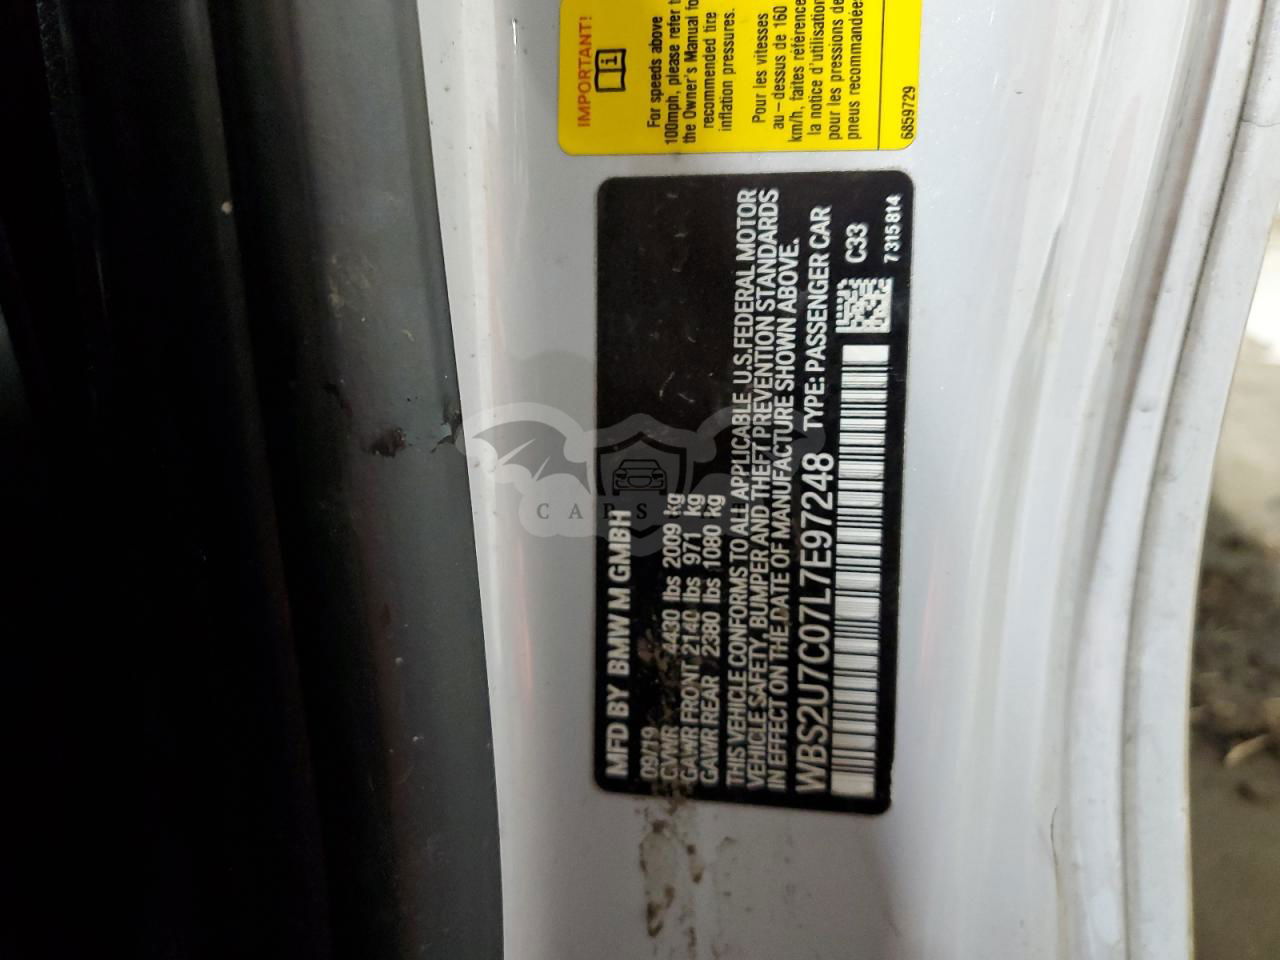 IMPORTANT!
For speeds above
100mph, please refer
the Owner's Manual
recommended tire
inflation pressures.
Pour les vitesses
au - dessus de 160
km/h, faites référence
la notice d'utilisation
pour les pressions de
pneus recommandées
6859729
MFD BY BMW M GMBH
09/19
GVWR 4430 lbs 2009 kg
GAWR FRONT 2140 lbs 971 kg
GAWR REAR 2380 lbs 1080 kg
THIS VEHICLE CONFORMS TO ALL APPLICABLE U.S.FEDERAL MOTOR
VEHICLE SAFETY, BUMPER AND THEFT PREVENTION STANDARDS
IN EFFECT ON THE DATE OF MANUFACTURE SHOWN ABOVE.
WBS2U7C07L7E97248 TYPE: PASSENGER CAR
C33
7315814